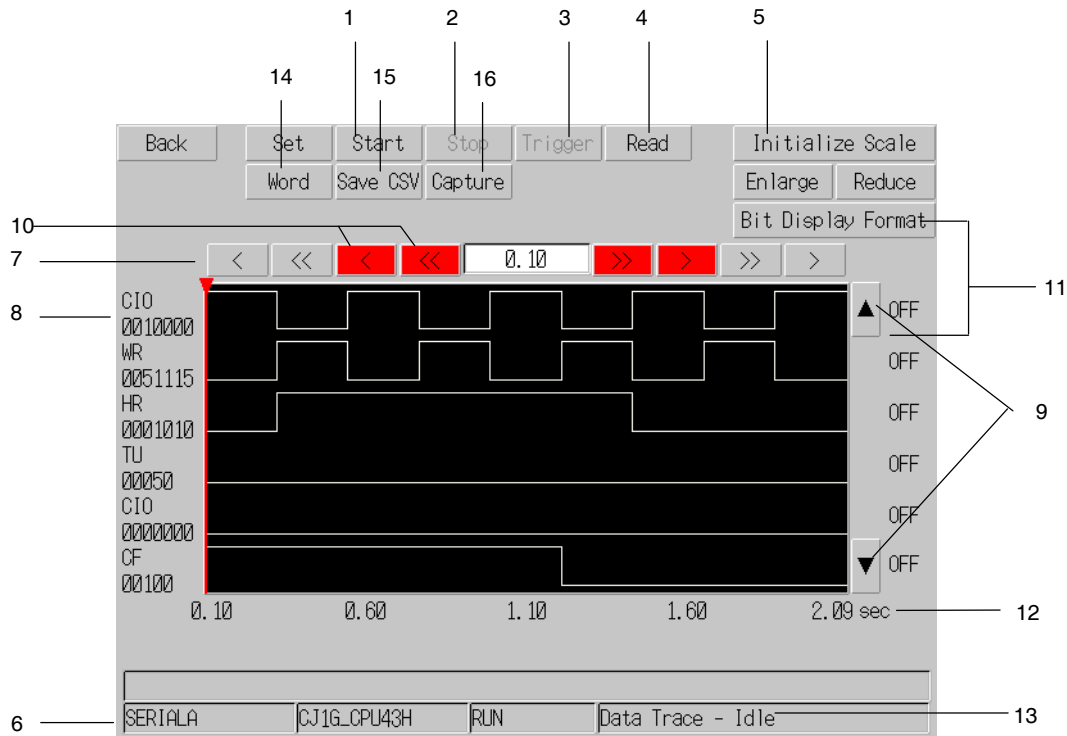 1 2 3 4 5
14 15 16
Back Set Start Stop Trigger Read Initialize Scale
Word Save CSV Capture Enlarge Reduce
Bit Display Format
10
7 < << < << 0.10 >> > >> >
11
8 CIO OFF
0010000
WR OFF
0051115
HR OFF 9
0001010
TU OFF
00050
CIO OFF
0000000
CF OFF
00100
0.10 0.60 1.10 1.60 2.09 sec 12
6 SERIALA CJ1G_CPU43H RUN Data Trace - Idle 13